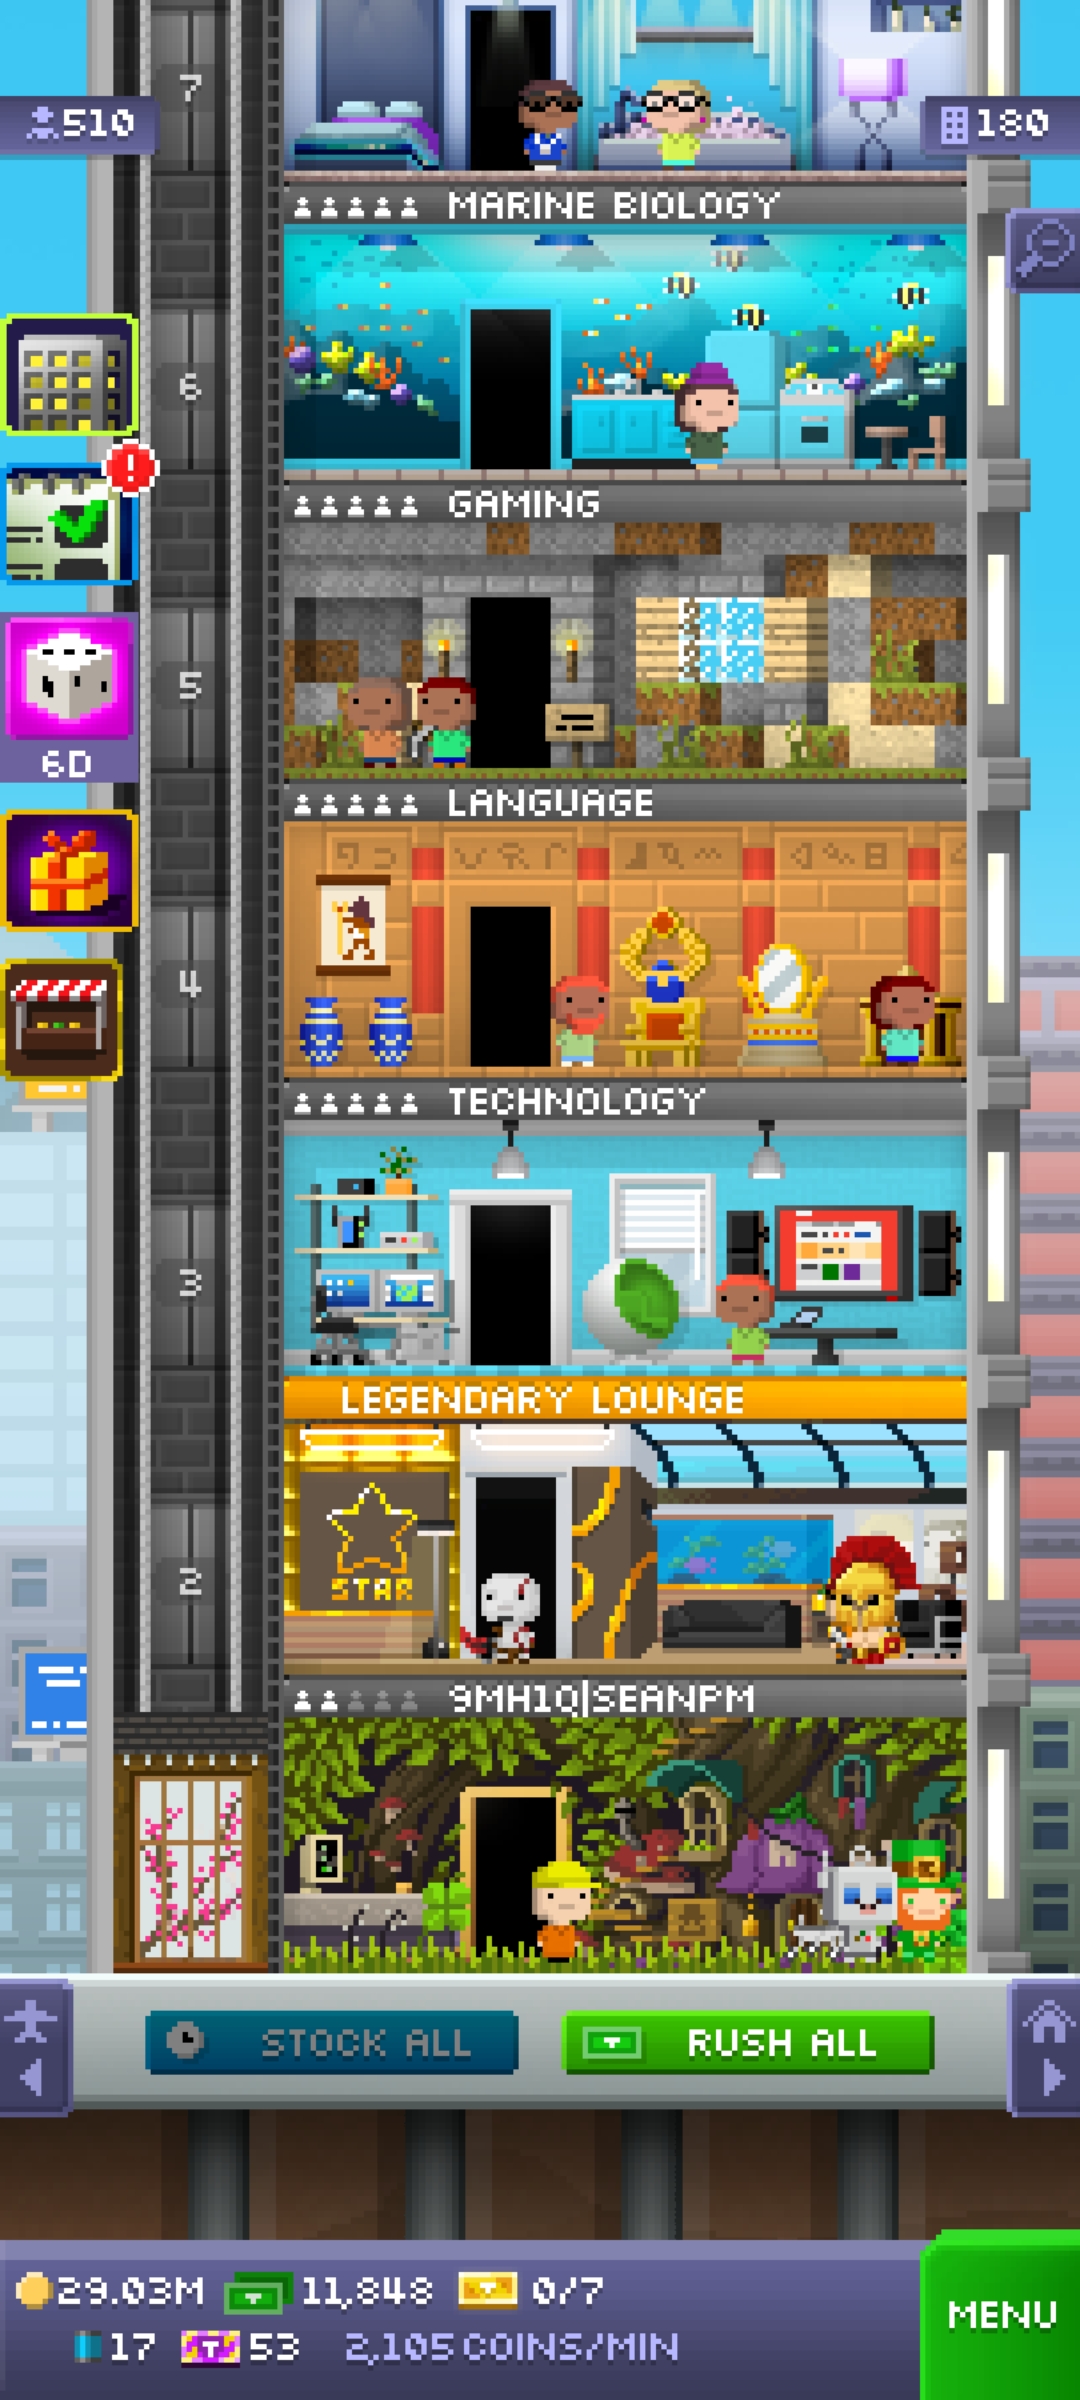 7
510
180
MARINE BIOLOGY
6
GAMING
5
6D
LANGUAGE
4
TECHNOLOGY
3
LEGENDARY LOUNGE
STAR
2
9MH1Q|SEANPM
STOCK ALL
RUSH ALL
29.03M
11,848
0/7
MENU
17
53
2,105 COINS/MIN